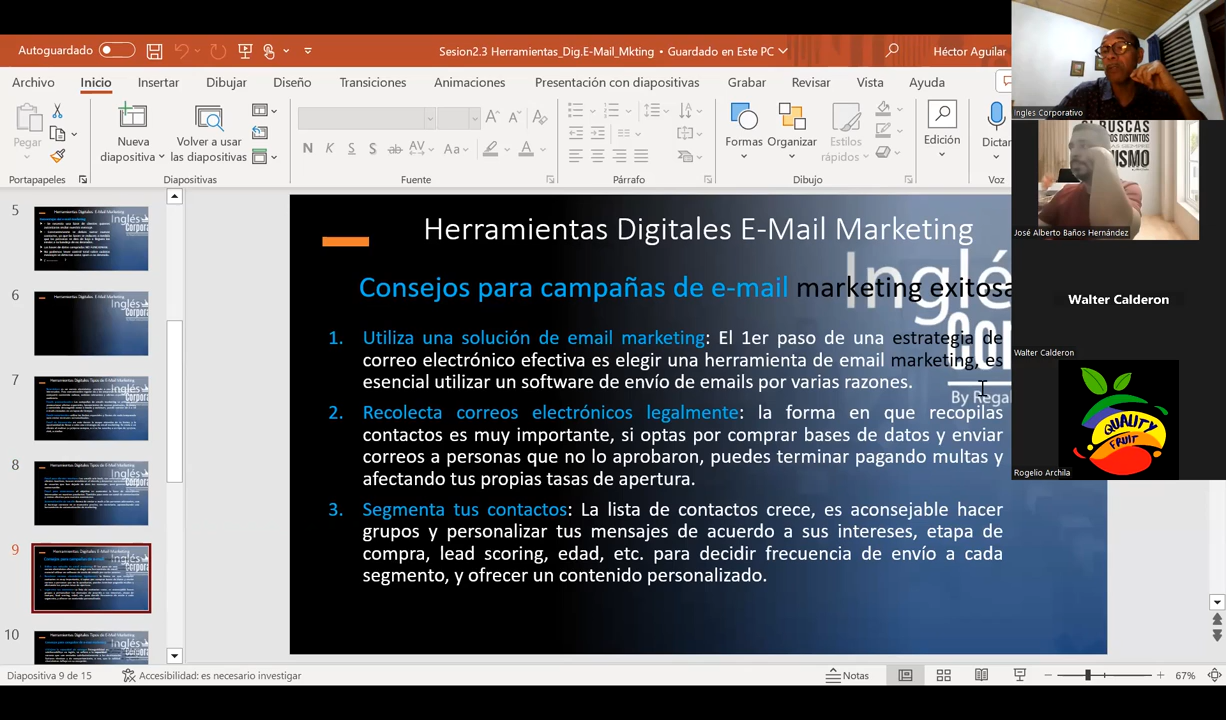 Autoguardado
Sesion2.3 Herramientas_Dig.E-Mail_Mkting • Guardado en Este PC
Héctor Aguilar
Archivo Inicio Insertar Dibujar Diseño Transiciones Animaciones Presentación con diapositivas Grabar Revisar Vista Ayuda
Pegar
Nueva diapositiva
Volver a usar las diapositivas
Formas
Organizar
Estilos rápidos
Edición
Dictar
Portapapeles
Diapositivas
Fuente
Párrafo
Dibujo
Voz
5
6
7
8
9
10
Herramientas Digitales E-Mail Marketing
Consejos para campañas de e-mail marketing exitosa
1. Utiliza una solución de email marketing: El 1er paso de una estrategia de
correo electrónico efectiva es elegir una herramienta de email marketing, es
esencial utilizar un software de envío de emails por varias razones.
2. Recolecta correos electrónicos legalmente: la forma en que recopilas
contactos es muy importante, si optas por comprar bases de datos y enviar
correos a personas que no lo aprobaron, puedes terminar pagando multas y
afectando tus propias tasas de apertura.
3. Segmenta tus contactos: La lista de contactos crece, es aconsejable hacer
grupos y personalizar tus mensajes de acuerdo a sus intereses, etapa de
compra, lead scoring, edad, etc. para decidir frecuencia de envío a cada
segmento, y ofrecer un contenido personalizado.
Inglés
By Regal
Ingles Corporativo
BUSCAS
José Alberto Baños Hernández
Walter Calderon
Walter Calderon
QUALITY
FRUIT
Rogelio Archila
Diapositiva 9 de 15
Accesibilidad: es necesario investigar
Notas
67%